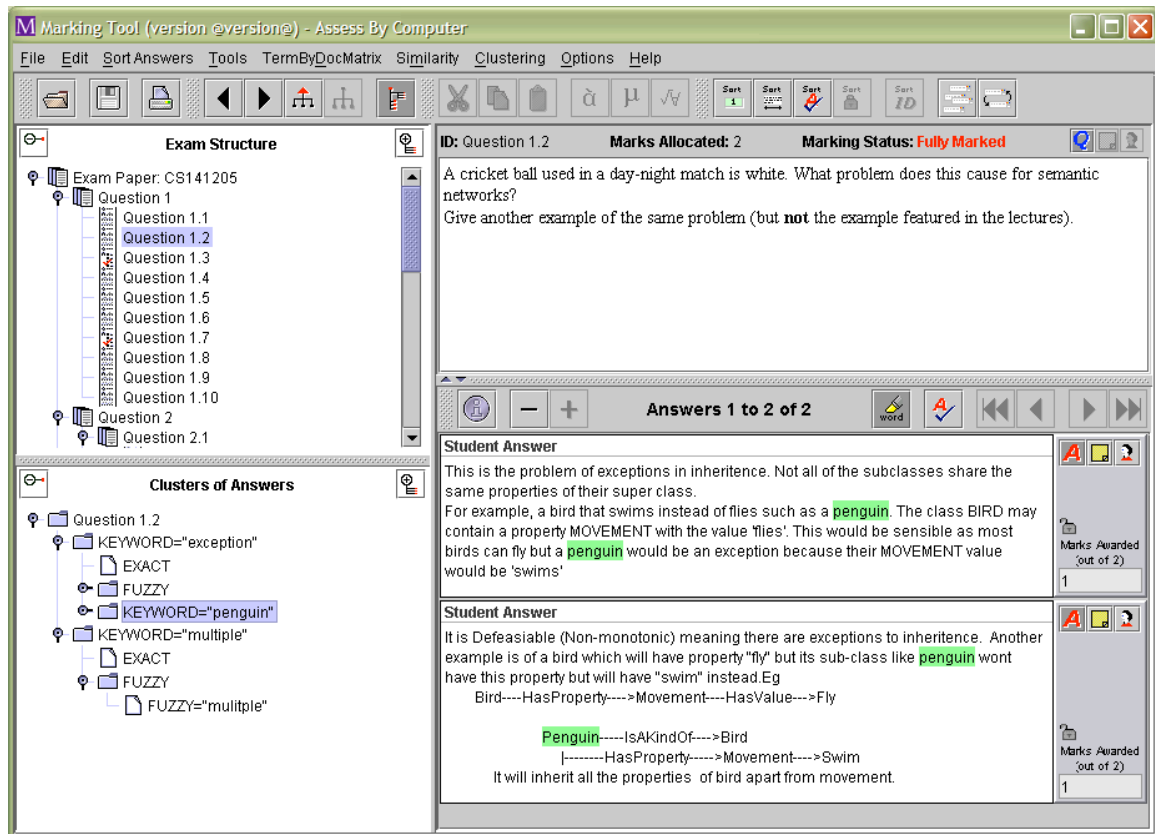 M Marking Tool (version @version@) - Assess By Computer
File Edit Sort Answers Tools TermByDocMatrix Similarity Clustering Options Help
à µ √ Sort 1 Sort Sort A Sort Sort ID
Exam Structure
Exam Paper: CS141205
Question 1
Question 1.1
Question 1.2
Question 1.3
Question 1.4
Question 1.5
Question 1.6
Question 1.7
Question 1.8
Question 1.9
Question 1.10
Question 2
Question 2.1
Clusters of Answers
Question 1.2
KEYWORD="exception"
EXACT
FUZZY
KEYWORD="penguin"
KEYWORD="multiple"
EXACT
FUZZY
FUZZY="mulitple"
ID: Question 1.2 Marks Allocated: 2 Marking Status: Fully Marked Q
A cricket ball used in a day-night match is white. What problem does this cause for semantic
networks?
Give another example of the same problem (but not the example featured in the lectures).
Answers 1 to 2 of 2 word A
Student Answer
This is the problem of exceptions in inheritence. Not all of the subclasses share the
same properties of their super class.
For example, a bird that swims instead of flies such as a penguin. The class BIRD may
contain a property MOVEMENT with the value 'flies'. This would be sensible as most
birds can fly but a penguin would be an exception because their MOVEMENT value
would be 'swims'
A
Marks Awarded
(out of 2)
1
Student Answer
It is Defeasiable (Non-monotonic) meaning there are exceptions to inheritence. Another
example is of a bird which will have property "fly" but its sub-class like penguin wont
have this property but will have "swim" instead.Eg
Bird----HasProperty---->Movement----HasValue--->Fly
Penguin-----IsAKindOf---->Bird
|--------HasProperty----->Movement---->Swim
It will inherit all the properties of bird apart from movement.
A
Marks Awarded
(out of 2)
1